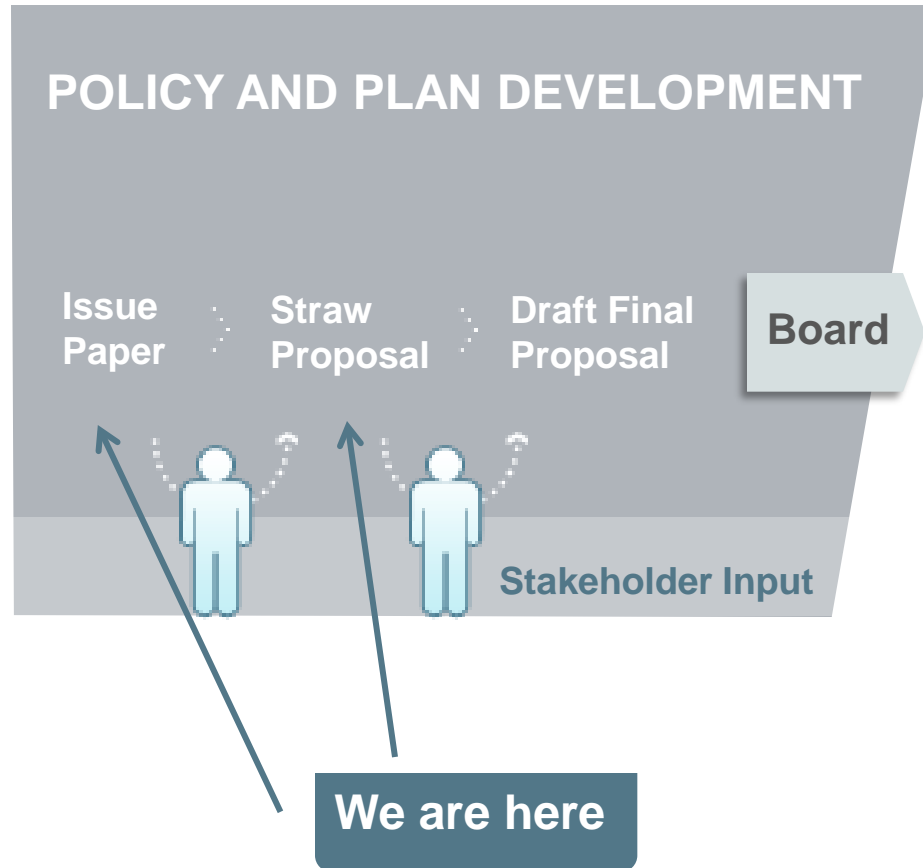 POLICY AND PLAN DEVELOPMENT
Issue
Paper
Straw
Proposal
Draft Final
Proposal
Board
Stakeholder Input
We are here